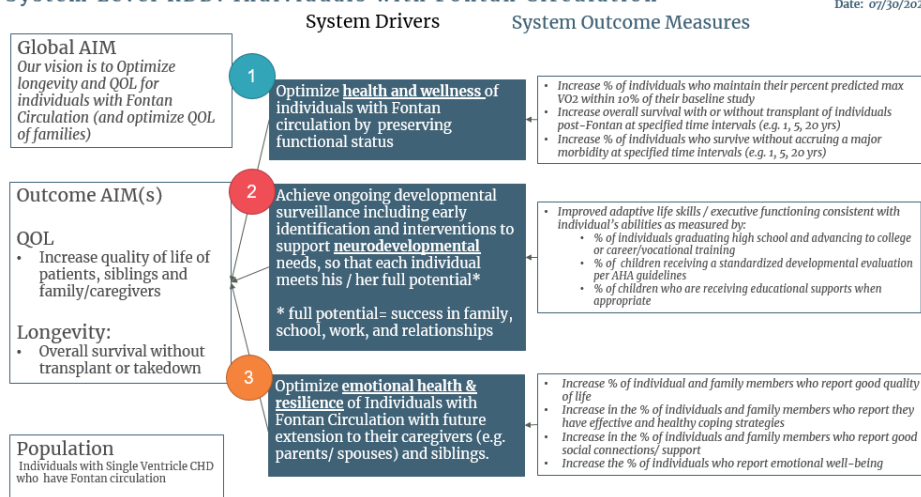 System Level KDD: Individuals with Fontan Circulation
Date: 07/30/202
System Drivers
System Outcome Measures
Global AIM
Our vision is to Optimize
longevity and QOL for
individuals with Fontan
Circulation (and optimize QOL
of families)
Outcome AIM(s)
QOL
• Increase quality of life of
patients, siblings and
family/caregivers
Longevity:
• Overall survival without
transplant or takedown
Population
Individuals with Single Ventricle CHD
who have Fontan circulation
1
Optimize health and wellness of
individuals with Fontan
circulation by preserving
functional status
2
Achieve ongoing developmental
surveillance including early
identification and interventions to
support neurodevelopmental
needs, so that each individual
meets his / her full potential*
* full potential= success in family,
school, work, and relationships
3
Optimize emotional health &
resilience of Individuals with
Fontan Circulation with future
extension to their caregivers (e.g.
parents/ spouses) and siblings.
• Increase % of individuals who maintain their percent predicted max
VO2 within 10% of their baseline study
• Increase overall survival with or without transplant of individuals
post-Fontan at specified time intervals (e.g. 1, 5, 20 yrs)
• Increase % of individuals who survive without accruing a major
morbidity at specified time intervals (e.g. 1, 5, 20 yrs)
• Improved adaptive life skills / executive functioning consistent with
individual's abilities as measured by:
• % of individuals graduating high school and advancing to college
or career/vocational training
• % of children receiving a standardized developmental evaluation
per AHA guidelines
• % of children who are receiving educational supports when
appropriate
• Increase % of individual and family members who report good quality
of life
• Increase in the % of individuals and family members who report they
have effective and healthy coping strategies
• Increase in the % of individuals and family members who report good
social connections/ support
• Increase the % of individuals who report emotional well-being